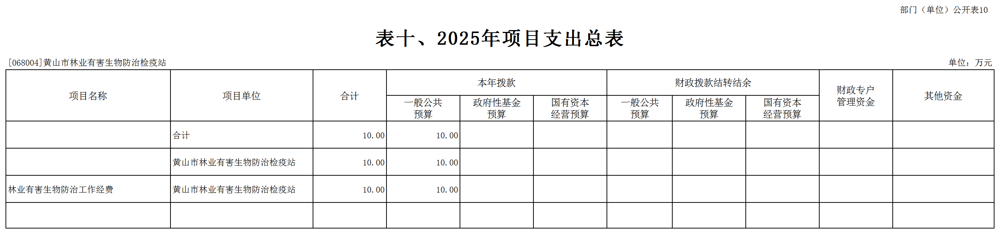 部门（单位）公开表10
表十、2025年项目支出总表
[068004]黄山市林业有害生物防治检疫站 单位：万元
项目名称 项目单位 合计 本年拨款 财政拨款结转结余 财政专户 其他资金
管理资金
一般公共 政府性基金 国有资本 一般公共 政府性基金 国有资本
预算 预算 经营预算 预算 预算 经营预算
合计 10.00 10.00
黄山市林业有害生物防治检疫站 10.00 10.00
林业有害生物防治工作经费 黄山市林业有害生物防治检疫站 10.00 10.00